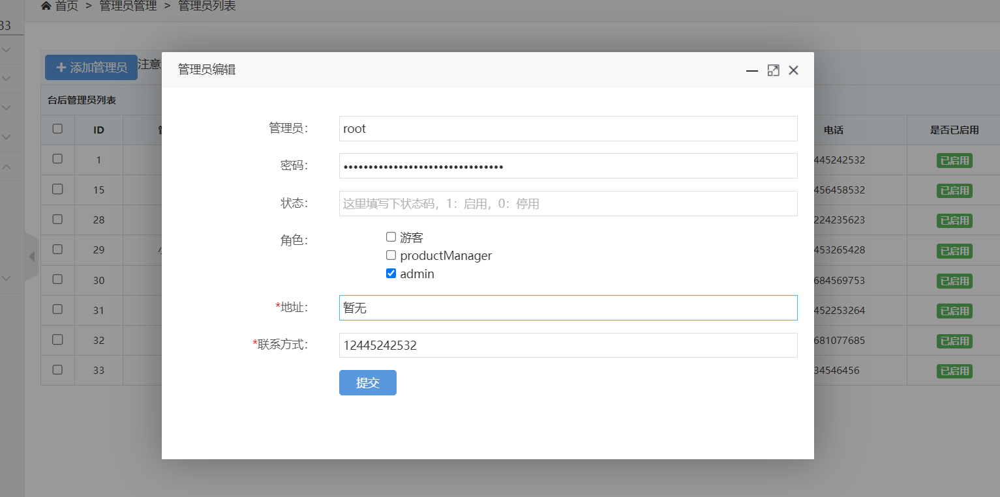 首页 > 管理员管理 > 管理员列表
33
添加管理员 注意
台后管理员列表
ID 电话 是否已启用
1 445242532 已启用
15 456458532 已启用
28 224235623 已启用
29 453265428 已启用
30 684569753 已启用
31 452253264 已启用
32 681077685 已启用
33 34546456 已启用
管理员编辑
管理员： root
密码： ••••••••••••••••••••••••••••••••
状态： 这里填写下状态码，1：启用，0：停用
角色： 游客
productManager
admin
*地址： 暂无
*联系方式： 12445242532
提交